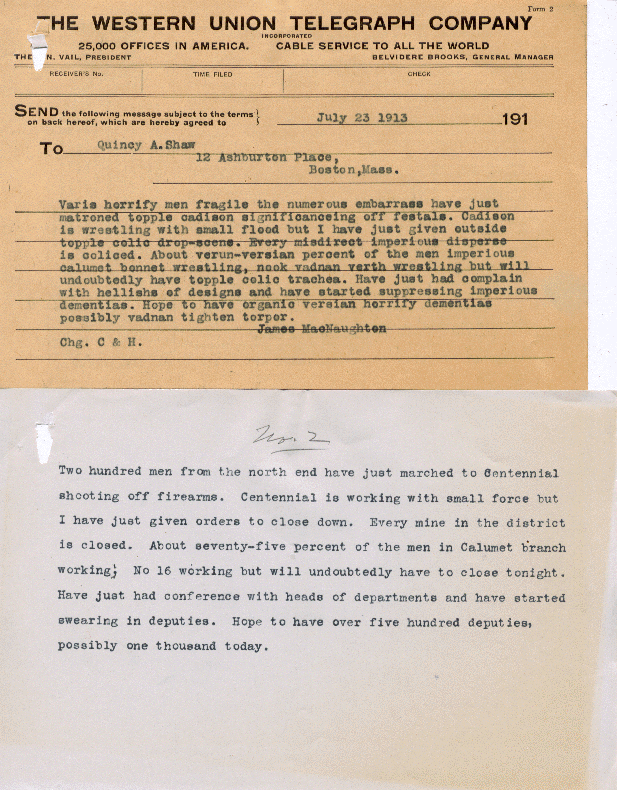 Form 2
THE WESTERN UNION TELEGRAPH COMPANY
INCORPORATED
25,000 OFFICES IN AMERICA. CABLE SERVICE TO ALL THE WORLD
THE N. VAIL, PRESIDENT BELVIDERE BROOKS, GENERAL MANAGER
RECEIVER'S No. TIME FILED CHECK
SEND the following message subject to the terms
on back hereof, which are hereby agreed to
July 23 1913 191
To Quincy A.Shaw
12 Ashburton Place,
Boston,Mass.
Varis horrify men fragile the numerous embarrass have just
matroned topple cadison significanceing off festals. Cadison
is wrestling with small flood but I have just given outside
topple colic drop-scene. Every misdirect imperious disperse
is coliced. About verun-versian percent of the men imperious
calumet bonnet wrestling, nook vadnan verth wrestling but will
undoubtedly have topple colic trachea. Have just had complain
with hellishs of designs and have started suppressing imperious
dementias. Hope to have organic versian horrify dementias
possibly vadnan tighten torpor.
James MacNaughton
Chg. C & H.
No. 2
Two hundred men from the north end have just marched to Centennial
shooting off firearms. Centennial is working with small force but
I have just given orders to close down. Every mine in the district
is closed. About seventy-five percent of the men in Calumet branch
working; No 16 working but will undoubtedly have to close tonight.
Have just had conference with heads of departments and have started
swearing in deputies. Hope to have over five hundred deputies,
possibly one thousand today.